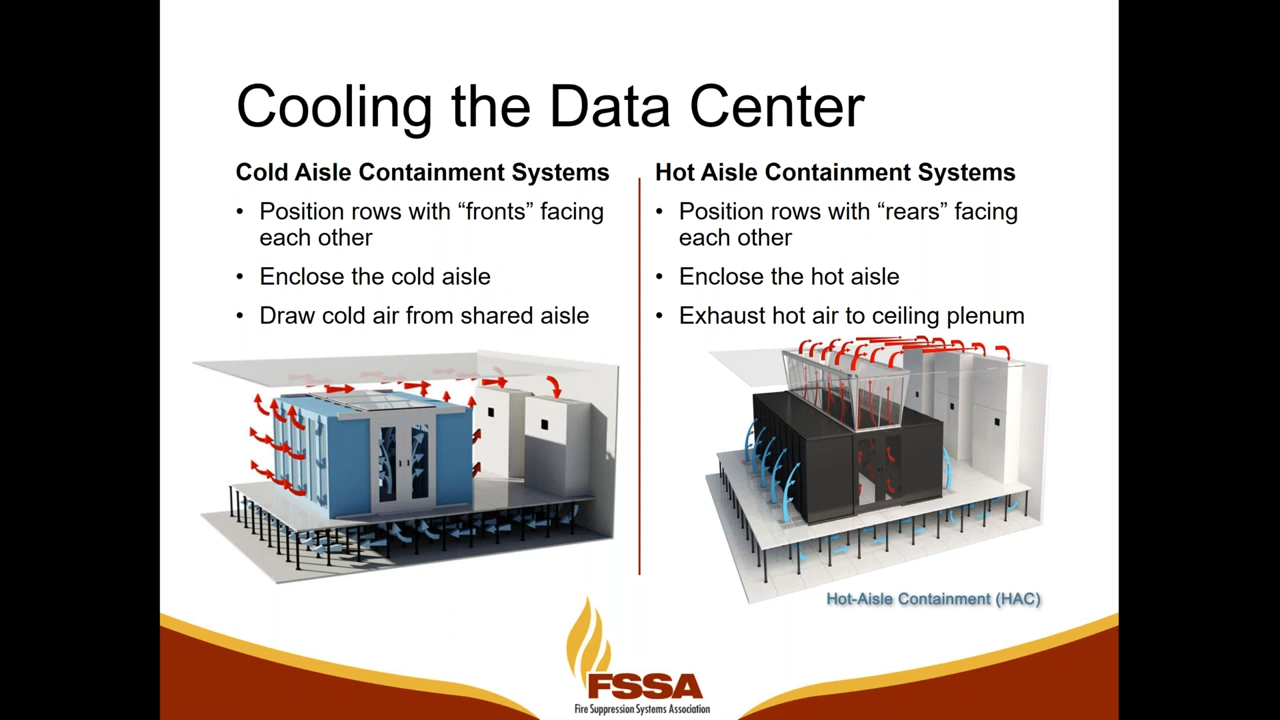 Cooling the Data Center
Cold Aisle Containment Systems
• Position rows with “fronts” facing
each other
• Enclose the cold aisle
• Draw cold air from shared aisle
Hot Aisle Containment Systems
• Position rows with “rears” facing
each other
• Enclose the hot aisle
• Exhaust hot air to ceiling plenum
Hot-Aisle Containment (HAC)
FSSA
Fire Suppression Systems Association